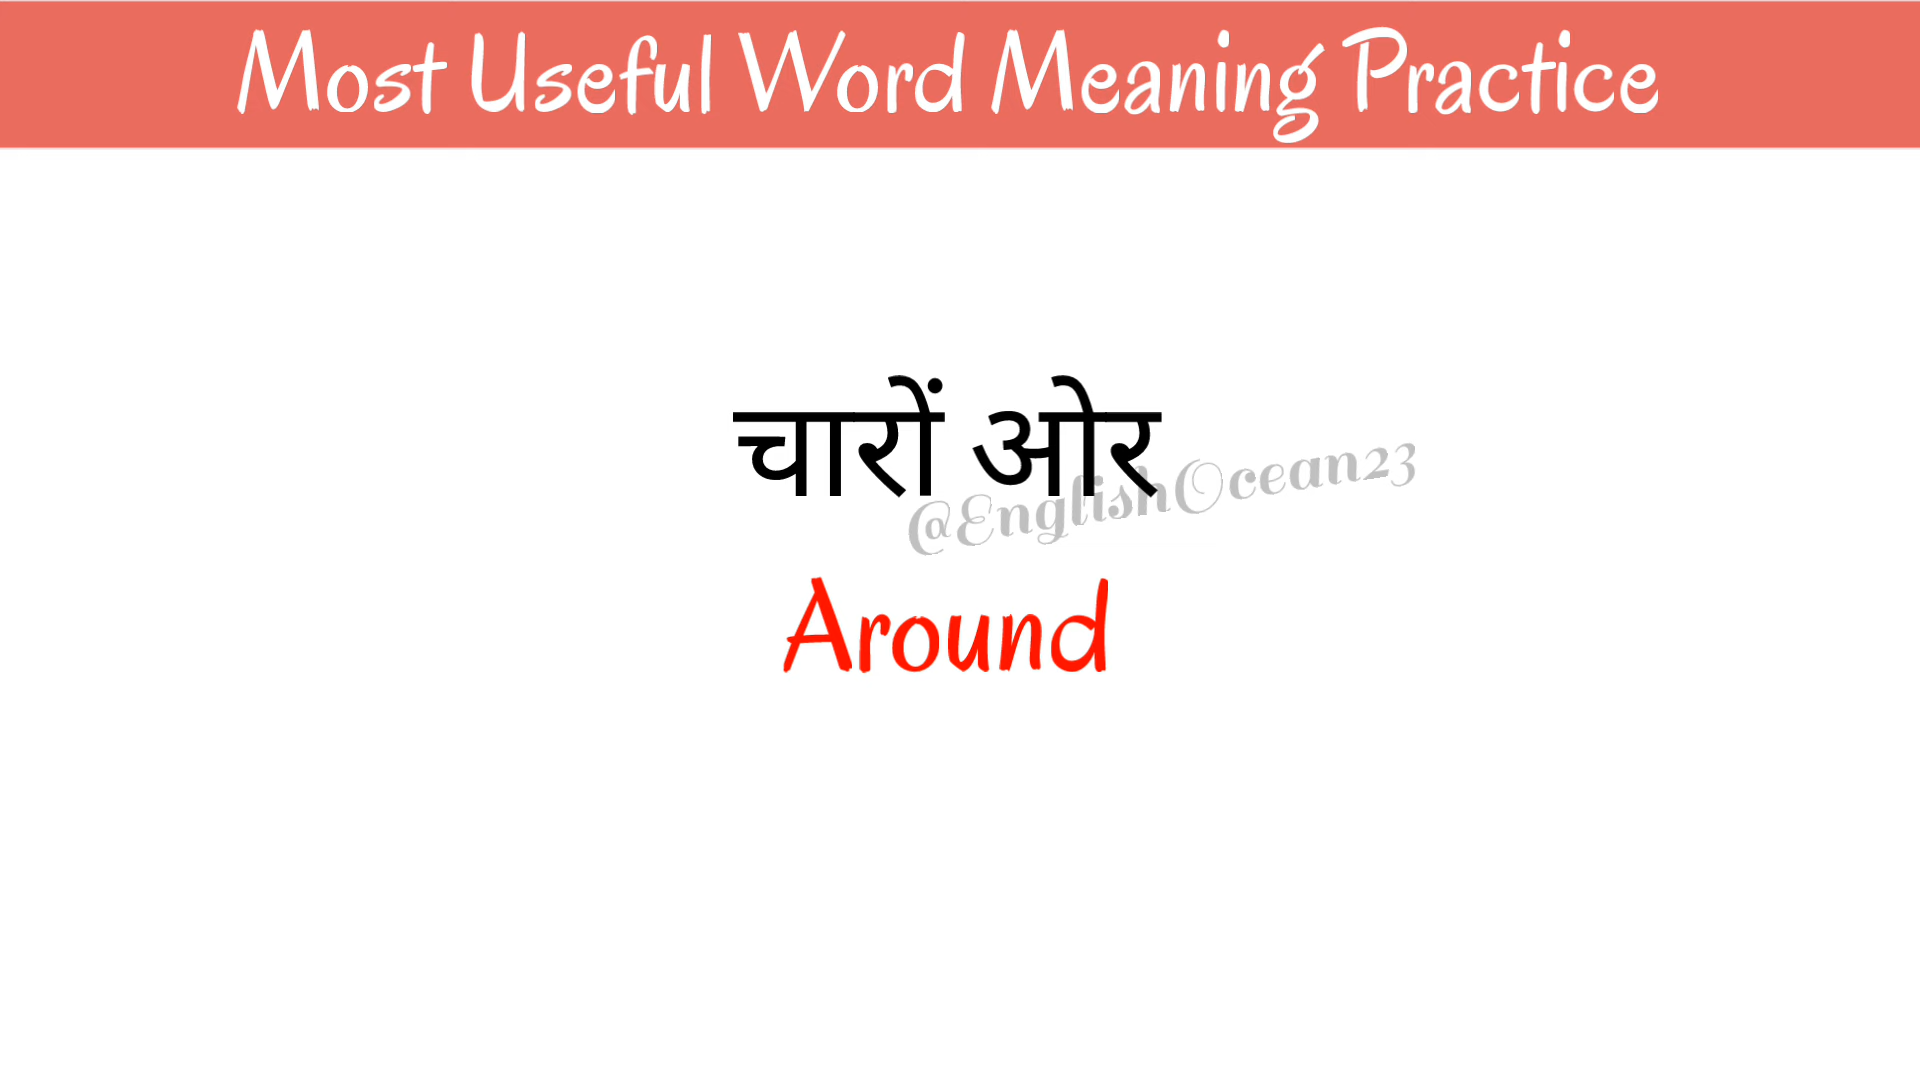 Most Useful Word Meaning Practice
चारों ओर
@EnglishOcean23
Around